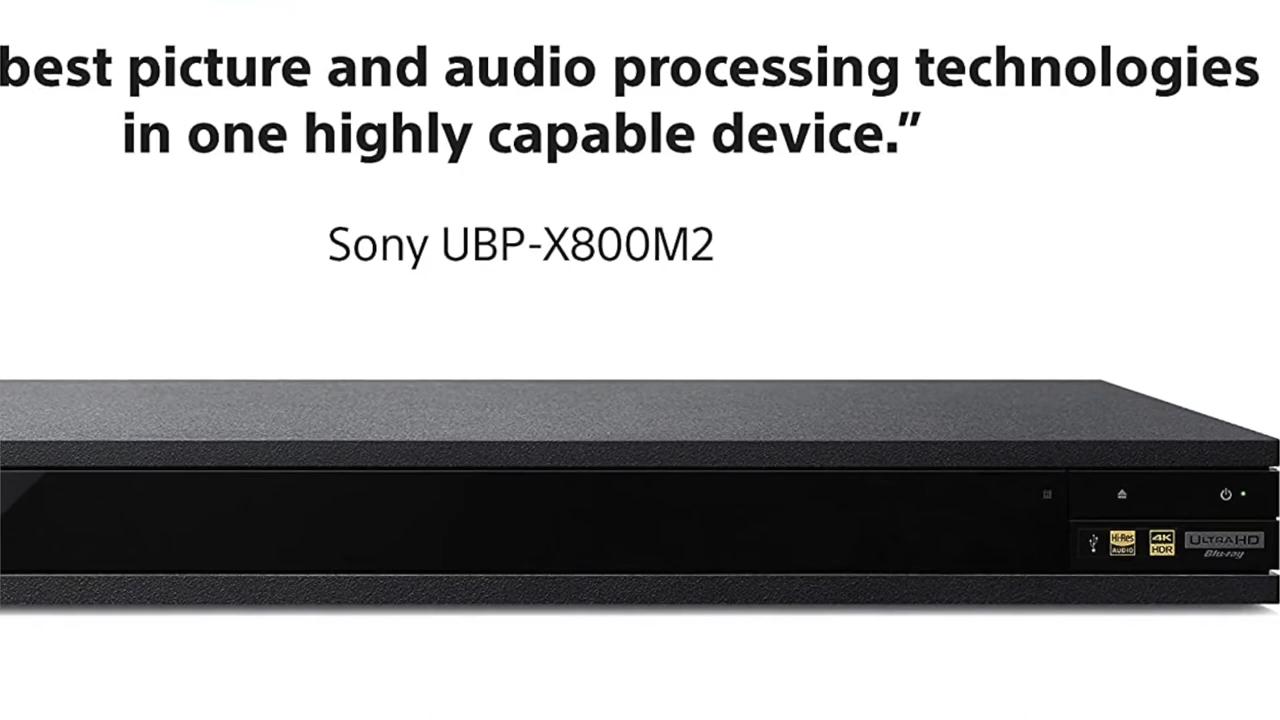 best picture and audio processing technologies
in one highly capable device.”
Sony UBP-X800M2
Hi-Res
AUDIO
4K
HDR
ULTRA HD
Blu-ray